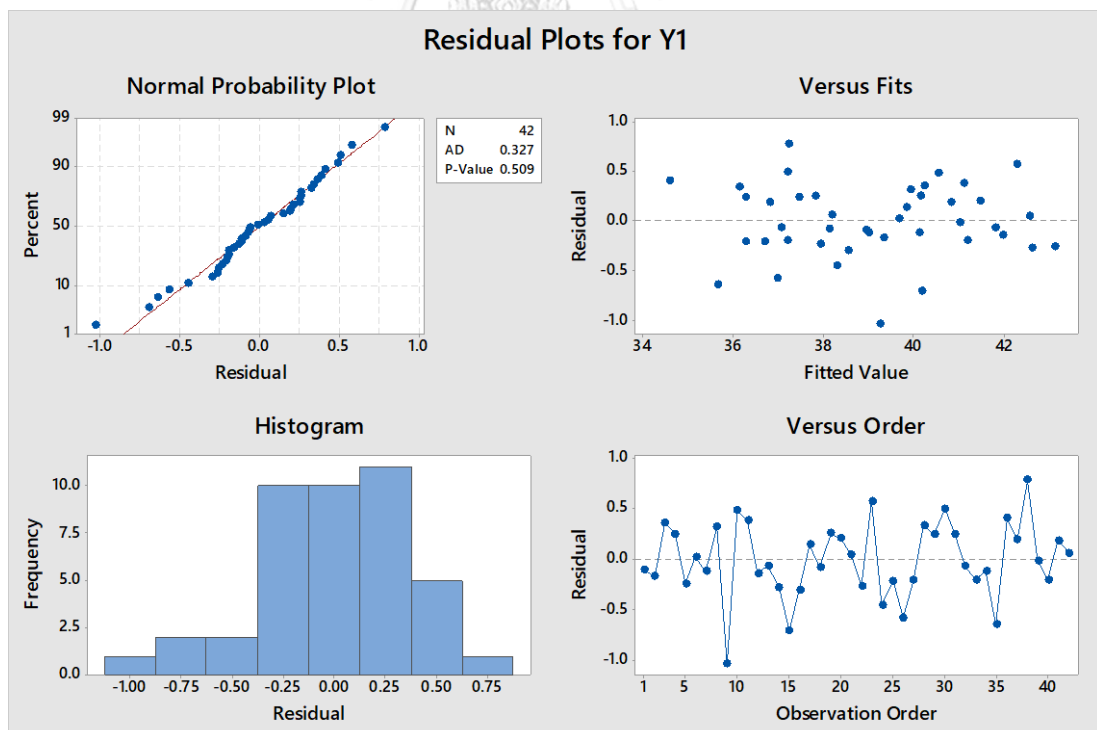 Residual Plots for Y1
Normal Probability Plot
99
90
50
10
1
Percent
-1.0 -0.5 0.0 0.5 1.0
Residual
N 42
AD 0.327
P-Value 0.509
Versus Fits
1.0
0.5
0.0
-0.5
-1.0
Residual
34 36 38 40 42
Fitted Value
Histogram
10.0
7.5
5.0
2.5
0.0
Frequency
-1.00 -0.75 -0.50 -0.25 0.00 0.25 0.50 0.75
Residual
Versus Order
1.0
0.5
0.0
-0.5
-1.0
Residual
1 5 10 15 20 25 30 35 40
Observation Order